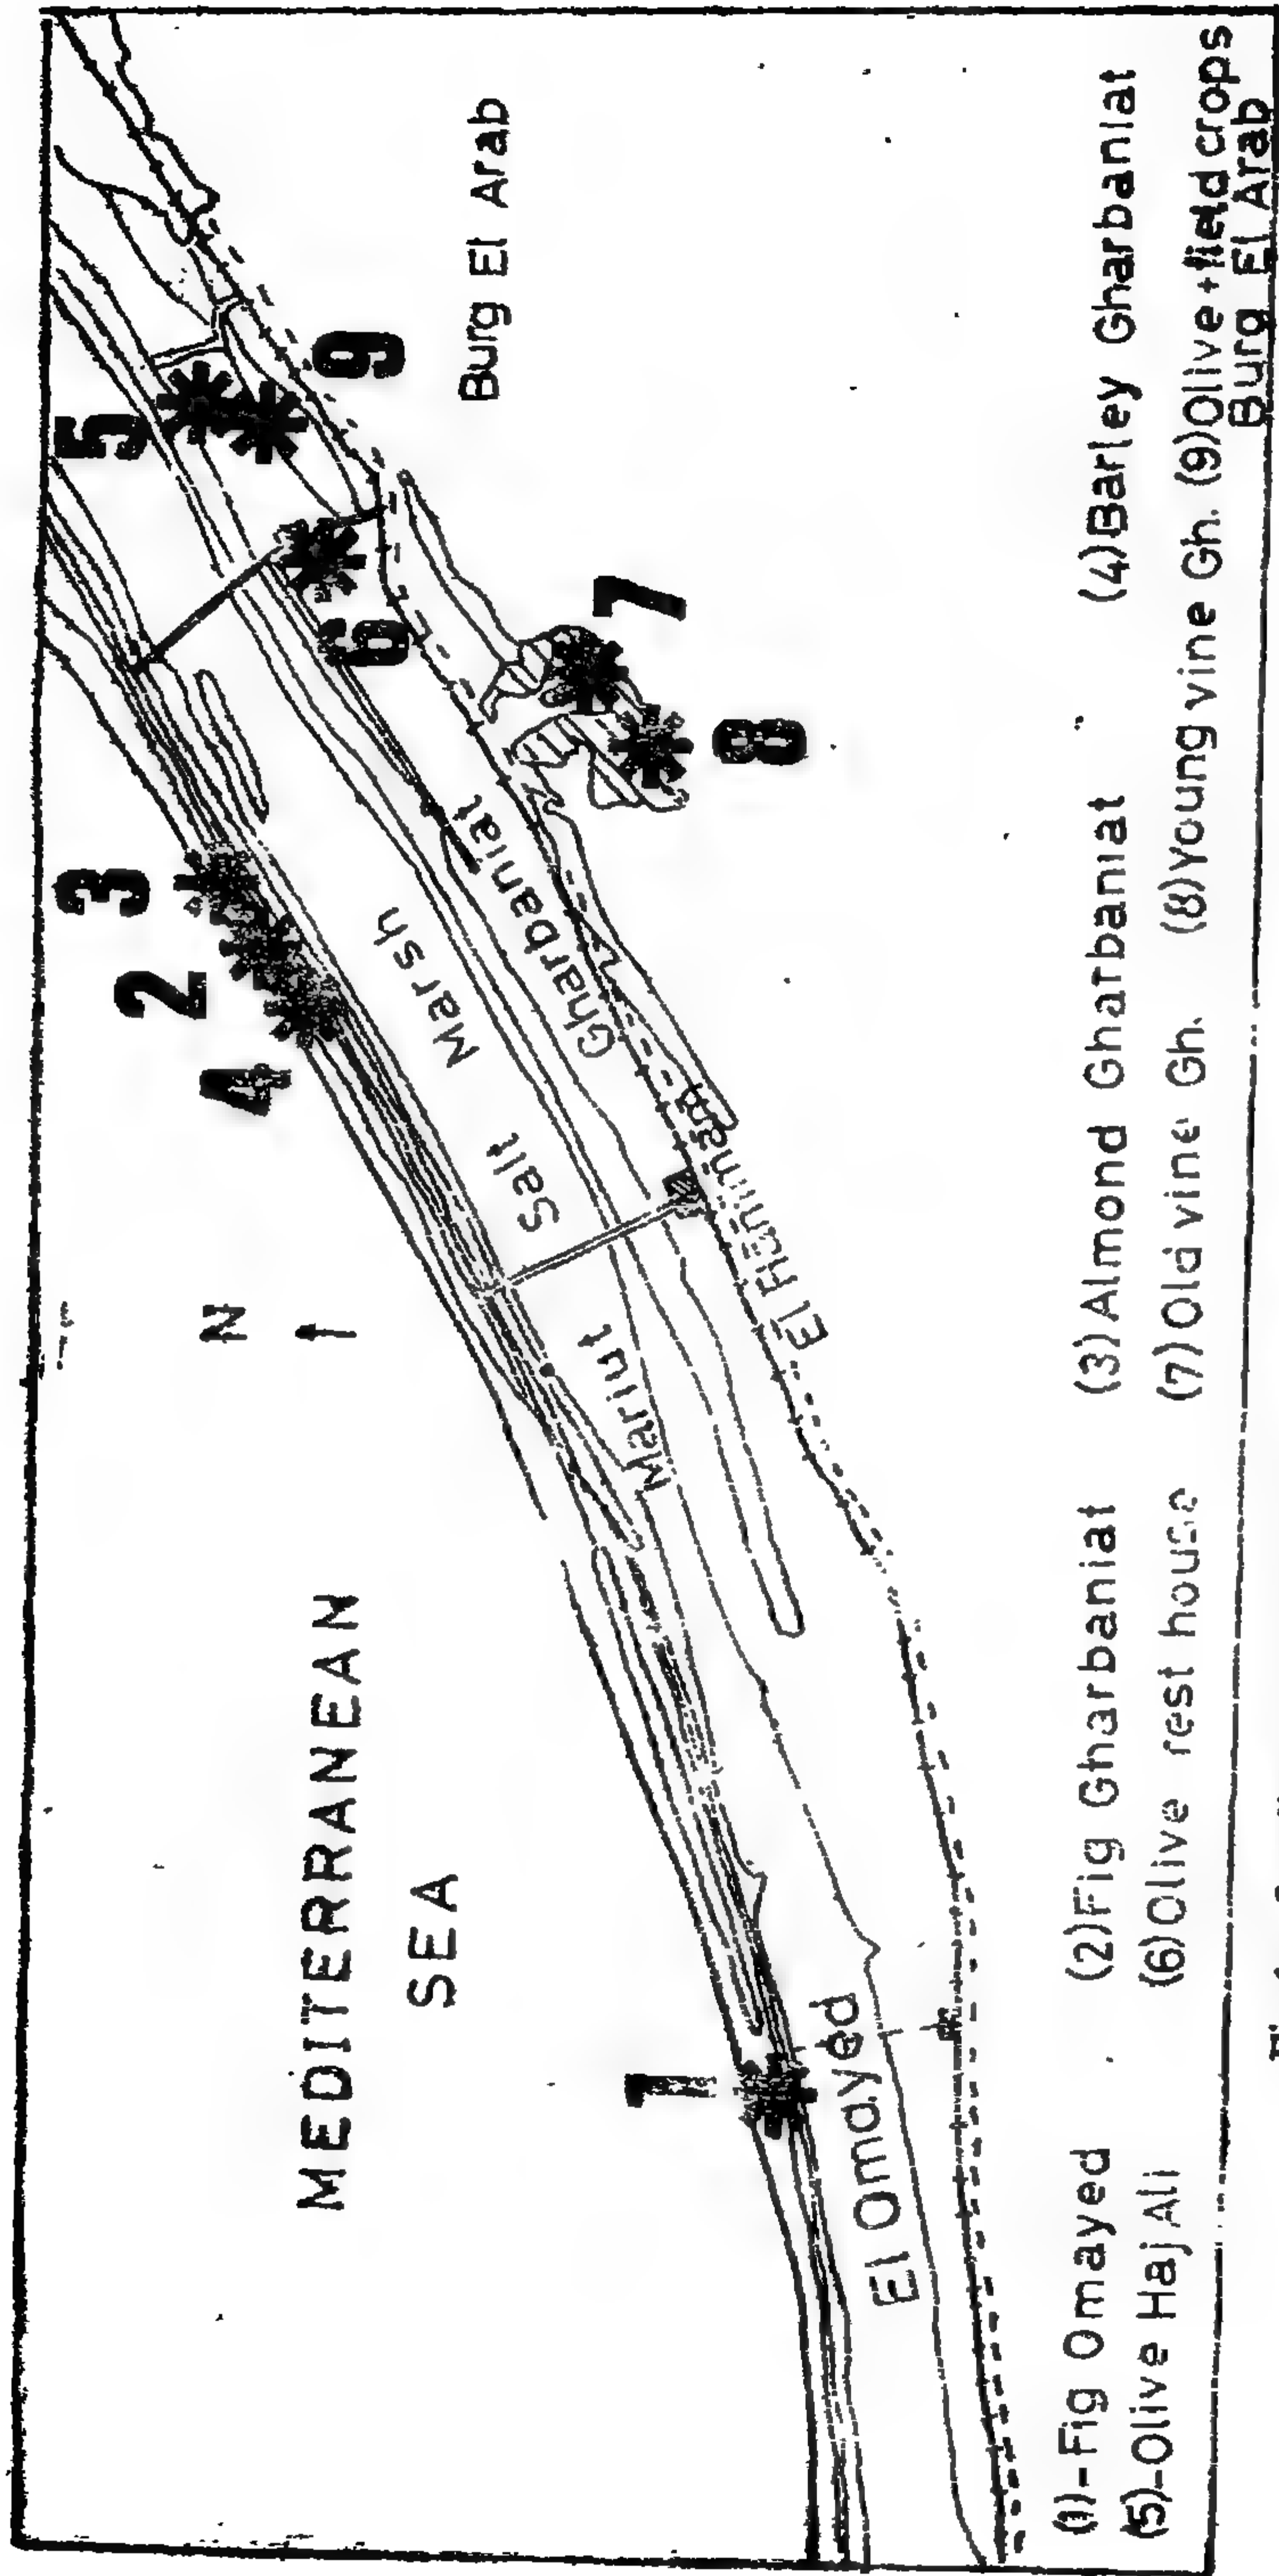 MEDITERRANEAN
SEA
N
5
9
3
2
4
6
7
8
1
Burg El Arab
Salt Marsh
Mariut
Gharbaniat
El Hammam
El Omayed
(1)-Fig Omayed (2)Fig Gharbaniat (3)Almond Gharbaniat (4)Barley Gharbaniat
(5)-Olive Haj Ali (6)Olive rest house (7)Old vine Gh. (8)Young vine Gh. (9)Olive+field crops
Burg El Arab